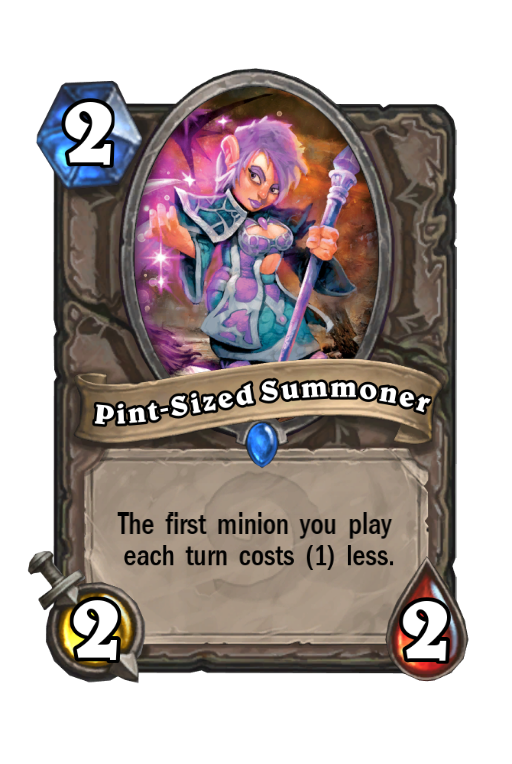 2
Pint-Sized Summoner
The first minion you play
each turn costs (1) less.
2
2